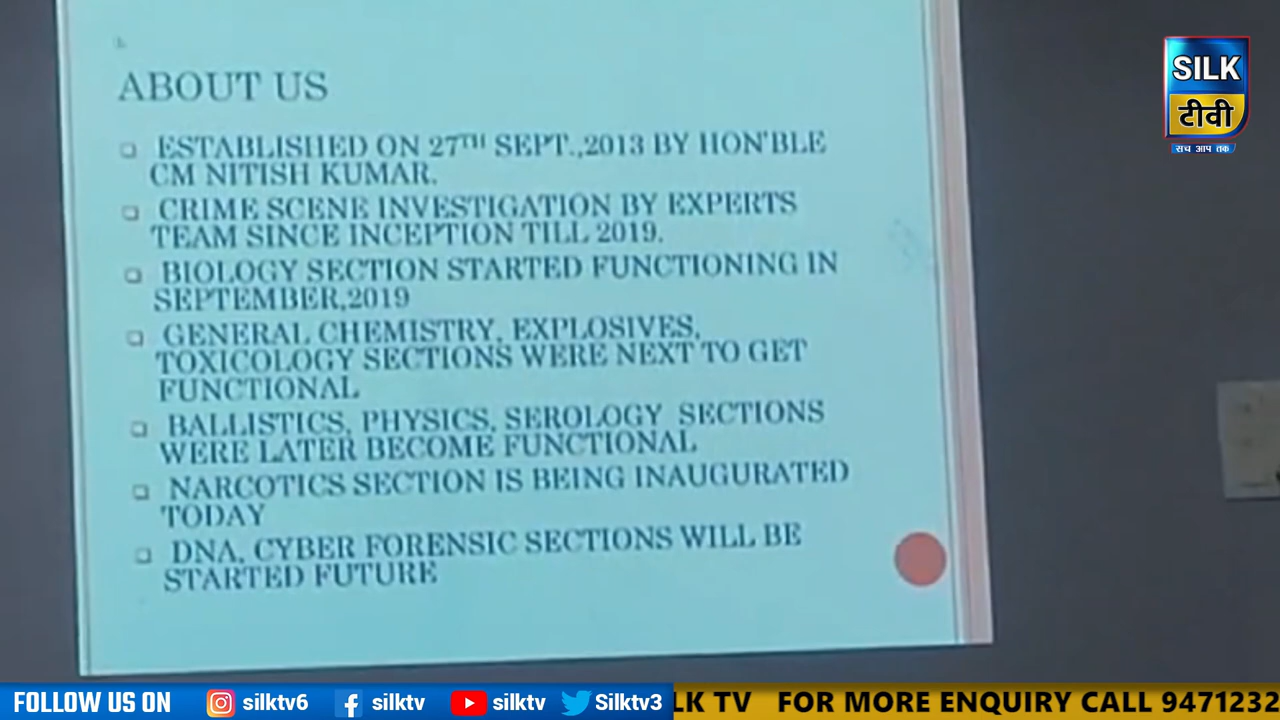 ABOUT US
ESTABLISHED ON 27TH SEPT.,2013 BY HON'BLE
CM NITISH KUMAR.
CRIME SCENE INVESTIGATION BY EXPERTS
TEAM SINCE INCEPTION TILL 2019.
BIOLOGY SECTION STARTED FUNCTIONING IN
SEPTEMBER,2019
GENERAL CHEMISTRY, EXPLOSIVES,
TOXICOLOGY SECTIONS WERE NEXT TO GET
FUNCTIONAL
BALLISTICS, PHYSICS, SEROLOGY SECTIONS
WERE LATER BECOME FUNCTIONAL
NARCOTICS SECTION IS BEING INAUGURATED
TODAY
DNA, CYBER FORENSIC SECTIONS WILL BE
STARTED FUTURE
SILK
टीवी
सच आप तक
FOLLOW US ON silktv6 silktv silktv Silktv3 LK TV FOR MORE ENQUIRY CALL 9471232